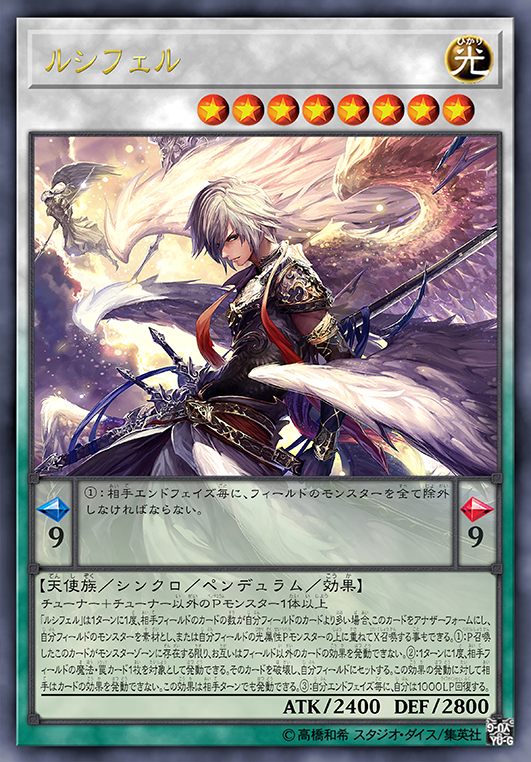 ルシフェル
ひかり
光
①：相手エンドフェイズ毎に、フィールドのモンスターを全て除外
しなければならない。
9
9
【天使族／シンクロ／ペンデュラム／効果】
チューナー＋チューナー以外のＰモンスター1体以上
「ルシフェル」は1ターンに1度、相手フィールドのカードの数が自分フィールドのカードより多い場合、このカードをアナザーフォームにし、
自分フィールドのモンスターを素材とし、または自分フィールドの光属性Ｐモンスターの上に重ねてＸ召喚する事もできる。①：Ｐ召喚
したこのカードがモンスターゾーンに存在する限り、お互いはフィールド以外のカードの効果を発動できない。②：1ターンに1度、相手フ
ィールドの魔法・罠カード1枚を対象として発動できる。そのカードを破壊し、自分フィールドにセットする。この効果の発動に対して相
手はカードの効果を発動できない。この効果は相手ターンでも発動できる。③：自分エンドフェイズ毎に、自分は1000ＬＰ回復する。
ATK/2400 DEF/2800
©高橋和希 スタジオ・ダイス/集英社